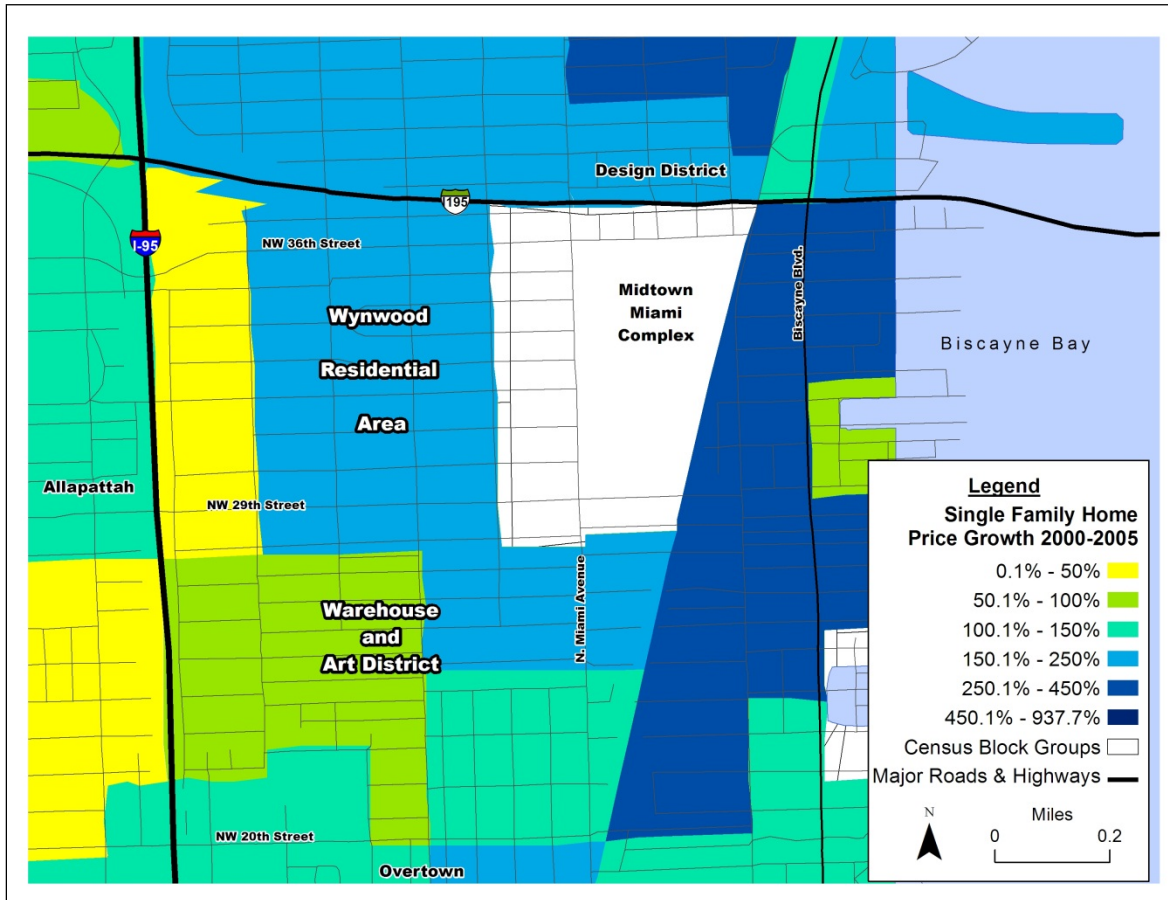 Design District
I195
I-95
NW 36th Street
Midtown
Miami
Complex
Biscayne Blvd.
Wynwood
Residential
Area
Biscayne Bay
Allapattah
NW 29th Street
N. Miami Avenue
Warehouse
and
Art District
NW 20th Street
Overtown
Legend
Single Family Home
Price Growth 2000-2005
0.1% - 50%
50.1% - 100%
100.1% - 150%
150.1% - 250%
250.1% - 450%
450.1% - 937.7%
Census Block Groups
Major Roads & Highways
N
Miles
0 0.2